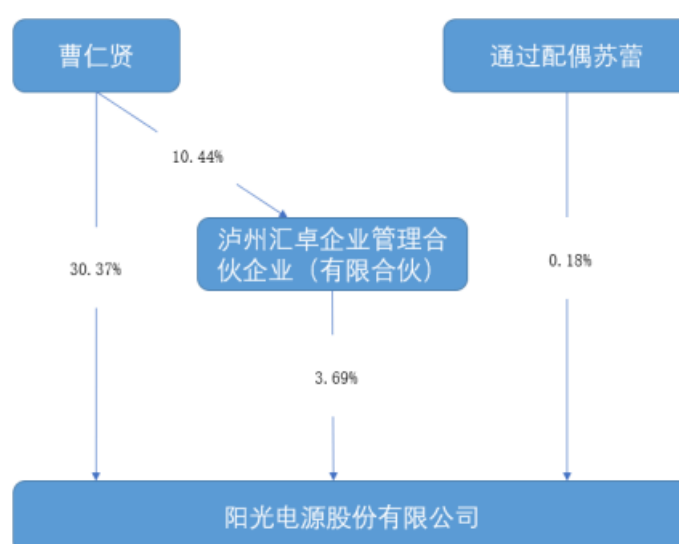 曹仁贤
通过配偶苏蕾
10.44%
泸州汇卓企业管理合
伙企业（有限合伙）
30.37%
0.18%
3.69%
阳光电源股份有限公司